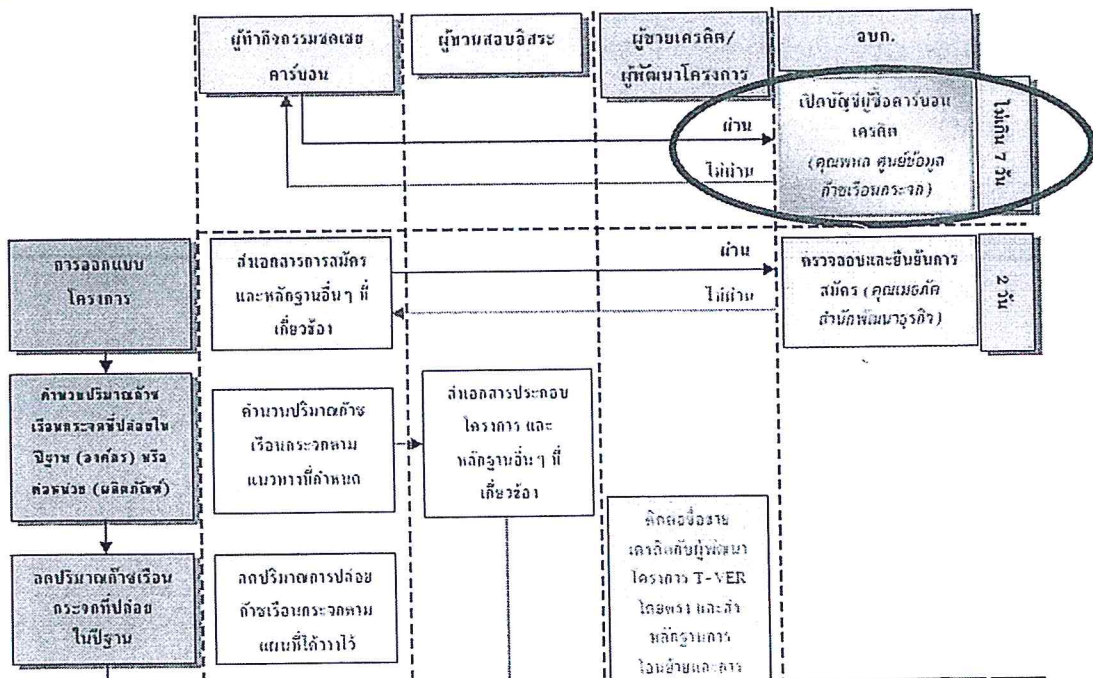 ผู้ทำกิจกรรมชดเชย
คาร์บอน
ผู้ทวนสอบอิสระ
ผู้ขายเครดิต/
ผู้พัฒนาโครงการ
อบก.
ผ่าน
ไม่ผ่าน
เปิดบัญชีผู้ซื้อคาร์บอน
เครดิต
(คุณพหล ศูนย์ข้อมูล
ก๊าซเรือนกระจก)
ไม่เกิน 7 วัน
การออกแบบ
โครงการ
ส่งเอกสารการสมัคร
และหลักฐานอื่นๆ ที่
เกี่ยวข้อง
ผ่าน
ไม่ผ่าน
ตรวจสอบและยืนยันการ
สมัคร (คุณเมธภัค
สำนักพัฒนาธุรกิจ)
2 วัน
คำนวนปริมาณก๊าซ
เรือนกระจกที่ปล่อยใน
ปีฐาน (องค์กร) หรือ
ต่อหน่วย (ผลิตภัณฑ์)
คำนวนปริมาณก๊าซ
เรือนกระจกตาม
แนวทางที่กำหนด
ส่งเอกสารประกอบ
โครงการ และ
หลักฐานอื่นๆ ที่
เกี่ยวข้อง
ลดปริมาณก๊าซเรือน
กระจกที่ปล่อย
ในปีฐาน
ลดปริมาณการปล่อย
ก๊าซเรือนกระจกตาม
แผนที่ได้วางไว้
ติดต่อซื้อขาย
เครดิตกับผู้พัฒนา
โครงการ T-VER
โดยตรง และส่ง
หลักฐานการ
โอนย้ายและการ